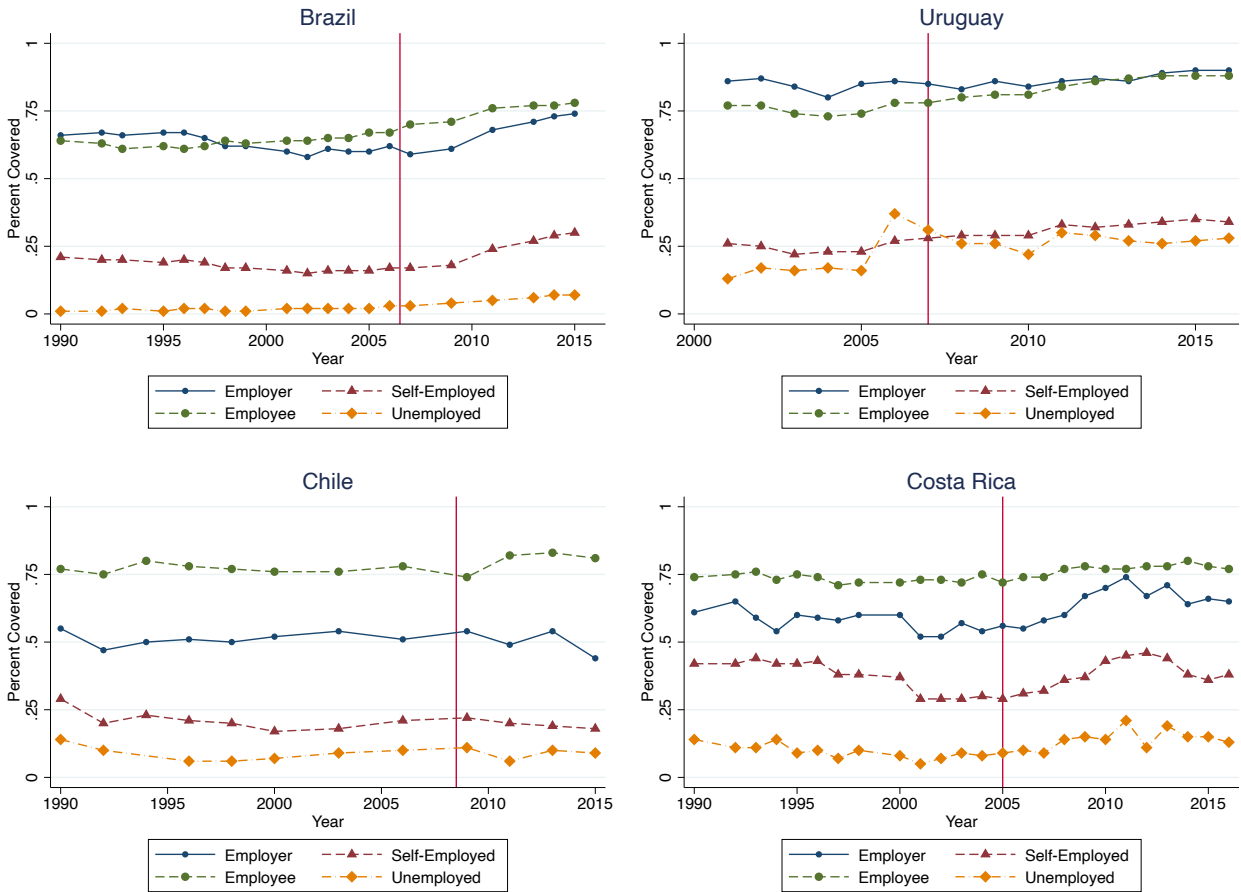 Brazil
Percent Covered
1
.75
.5
.25
0
1990 1995 2000 2005 2010 2015
Year
Employer Self-Employed
Employee Unemployed
Uruguay
Percent Covered
1
.75
.5
.25
0
2000 2005 2010 2015
Year
Employer Self-Employed
Employee Unemployed
Chile
Percent Covered
1
.75
.5
.25
0
1990 1995 2000 2005 2010 2015
Year
Employer Self-Employed
Employee Unemployed
Costa Rica
Percent Covered
1
.75
.5
.25
0
1990 1995 2000 2005 2010 2015
Year
Employer Self-Employed
Employee Unemployed